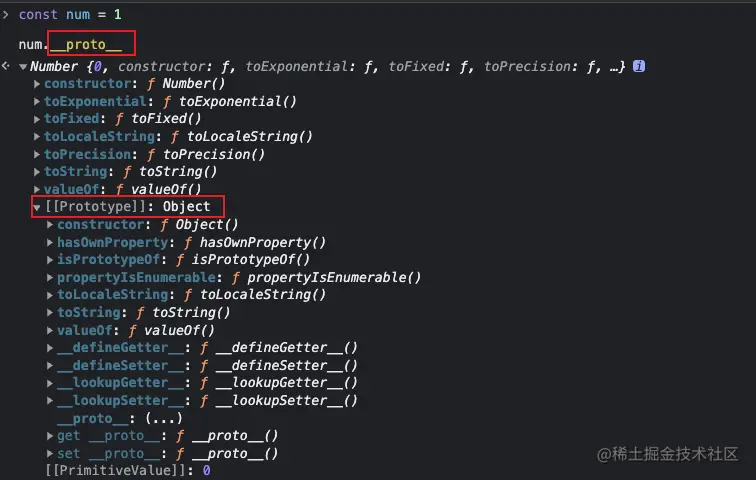 const num = 1
num.__proto__
Number {0, constructor: ƒ, toExponential: ƒ, toFixed: ƒ, toPrecision: ƒ, …} i
constructor: ƒ Number()
toExponential: ƒ toExponential()
toFixed: ƒ toFixed()
toLocaleString: ƒ toLocaleString()
toPrecision: ƒ toPrecision()
toString: ƒ toString()
valueOf: ƒ valueOf()
[[Prototype]]: Object
constructor: ƒ Object()
hasOwnProperty: ƒ hasOwnProperty()
isPrototypeOf: ƒ isPrototypeOf()
propertyIsEnumerable: ƒ propertyIsEnumerable()
toLocaleString: ƒ toLocaleString()
toString: ƒ toString()
valueOf: ƒ valueOf()
__defineGetter__: ƒ __defineGetter__()
__defineSetter__: ƒ __defineSetter__()
__lookupGetter__: ƒ __lookupGetter__()
__lookupSetter__: ƒ __lookupSetter__()
__proto__: (...)
get __proto__: ƒ __proto__()
set __proto__: ƒ __proto__()
[[PrimitiveValue]]: 0
@稀土掘金技术社区